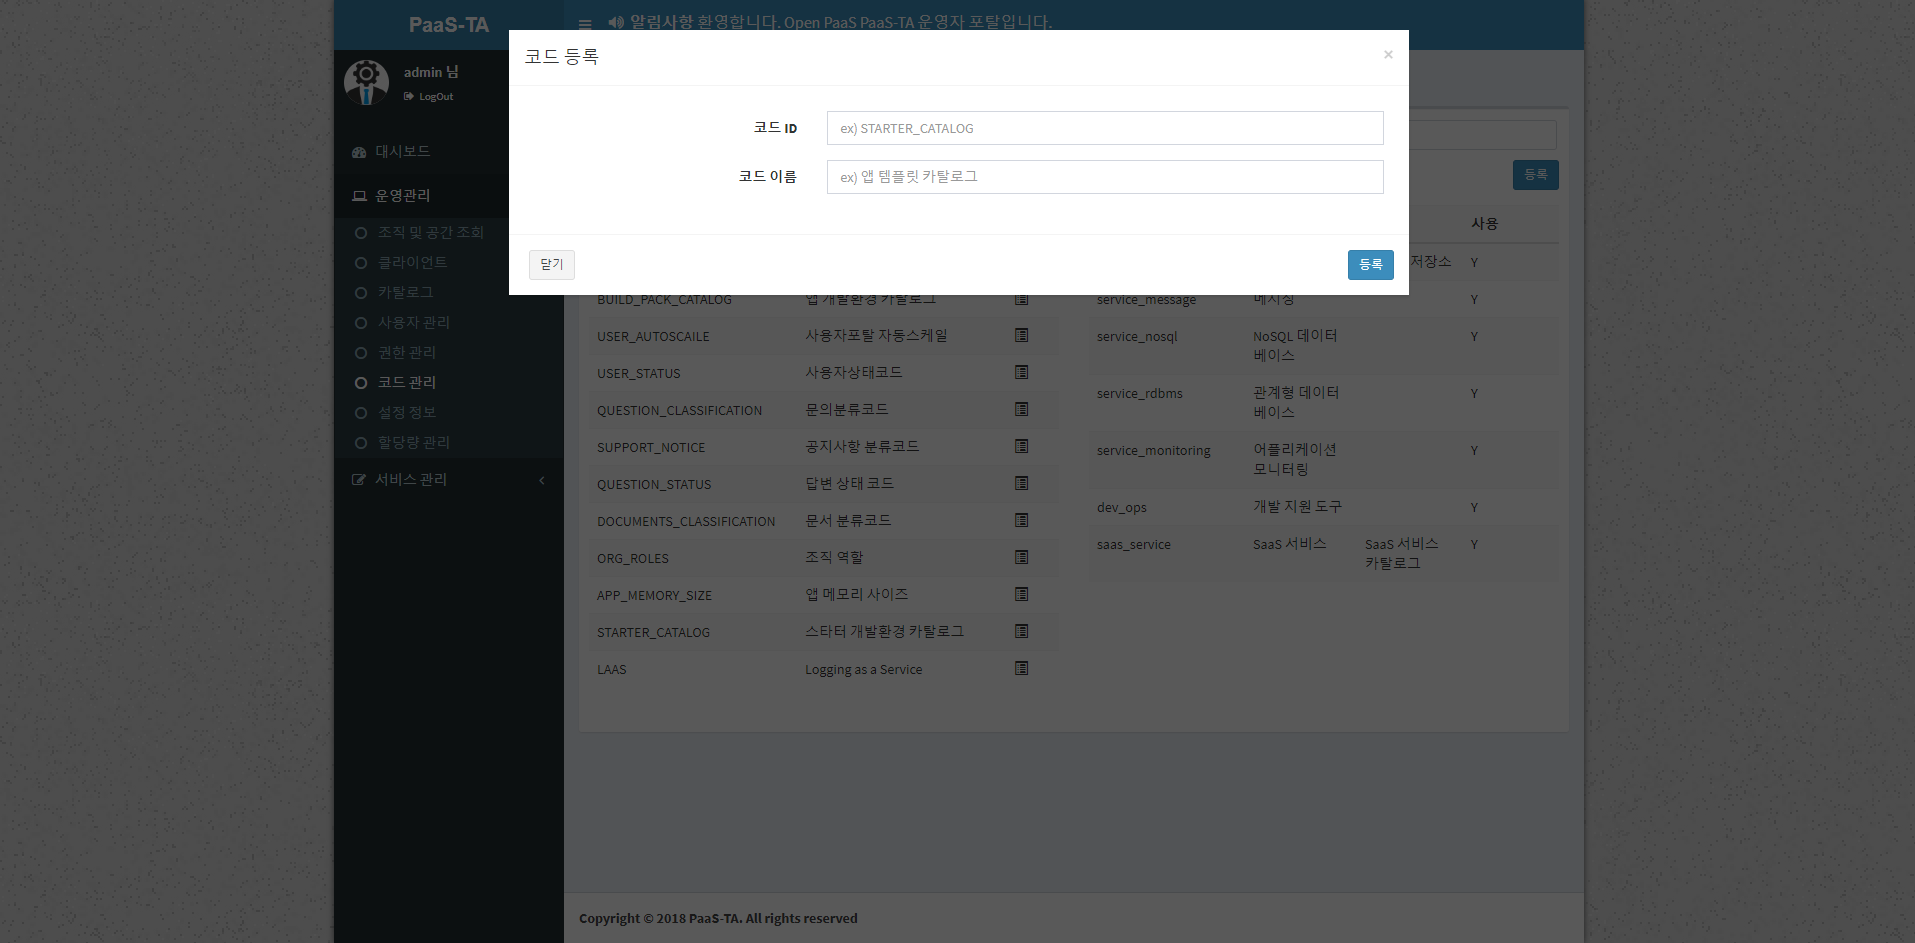 PaaS-TA
알림사항 환영합니다. Open PaaS PaaS-TA 운영자 포탈입니다.
admin 님
LogOut
대시보드
운영관리
조직 및 공간 조회
클라이언트
카탈로그
사용자 관리
권한 관리
코드 관리
설정 정보
할당량 관리
서비스 관리
코드 등록
×
코드 ID
ex) STARTER_CATALOG
코드 이름
ex) 앱 템플릿 카탈로그
닫기
등록
등록
BUILD_PACK_CATALOG 앱 개발환경 카탈로그
USER_AUTOSCAILE 사용자포탈 자동스케일
USER_STATUS 사용자상태코드
QUESTION_CLASSIFICATION 문의분류코드
SUPPORT_NOTICE 공지사항 분류코드
QUESTION_STATUS 답변 상태 코드
DOCUMENTS_CLASSIFICATION 문서 분류코드
ORG_ROLES 조직 역할
APP_MEMORY_SIZE 앱 메모리 사이즈
STARTER_CATALOG 스타터 개발환경 카탈로그
LAAS Logging as a Service
사용
저장소 Y
service_message 메시징 Y
service_nosql NoSQL 데이터 Y
베이스
service_rdbms 관계형 데이터 Y
베이스
service_monitoring 어플리케이션 Y
모니터링
dev_ops 개발 지원 도구 Y
saas_service SaaS 서비스 SaaS 서비스 Y
카탈로그
Copyright © 2018 PaaS-TA. All rights reserved